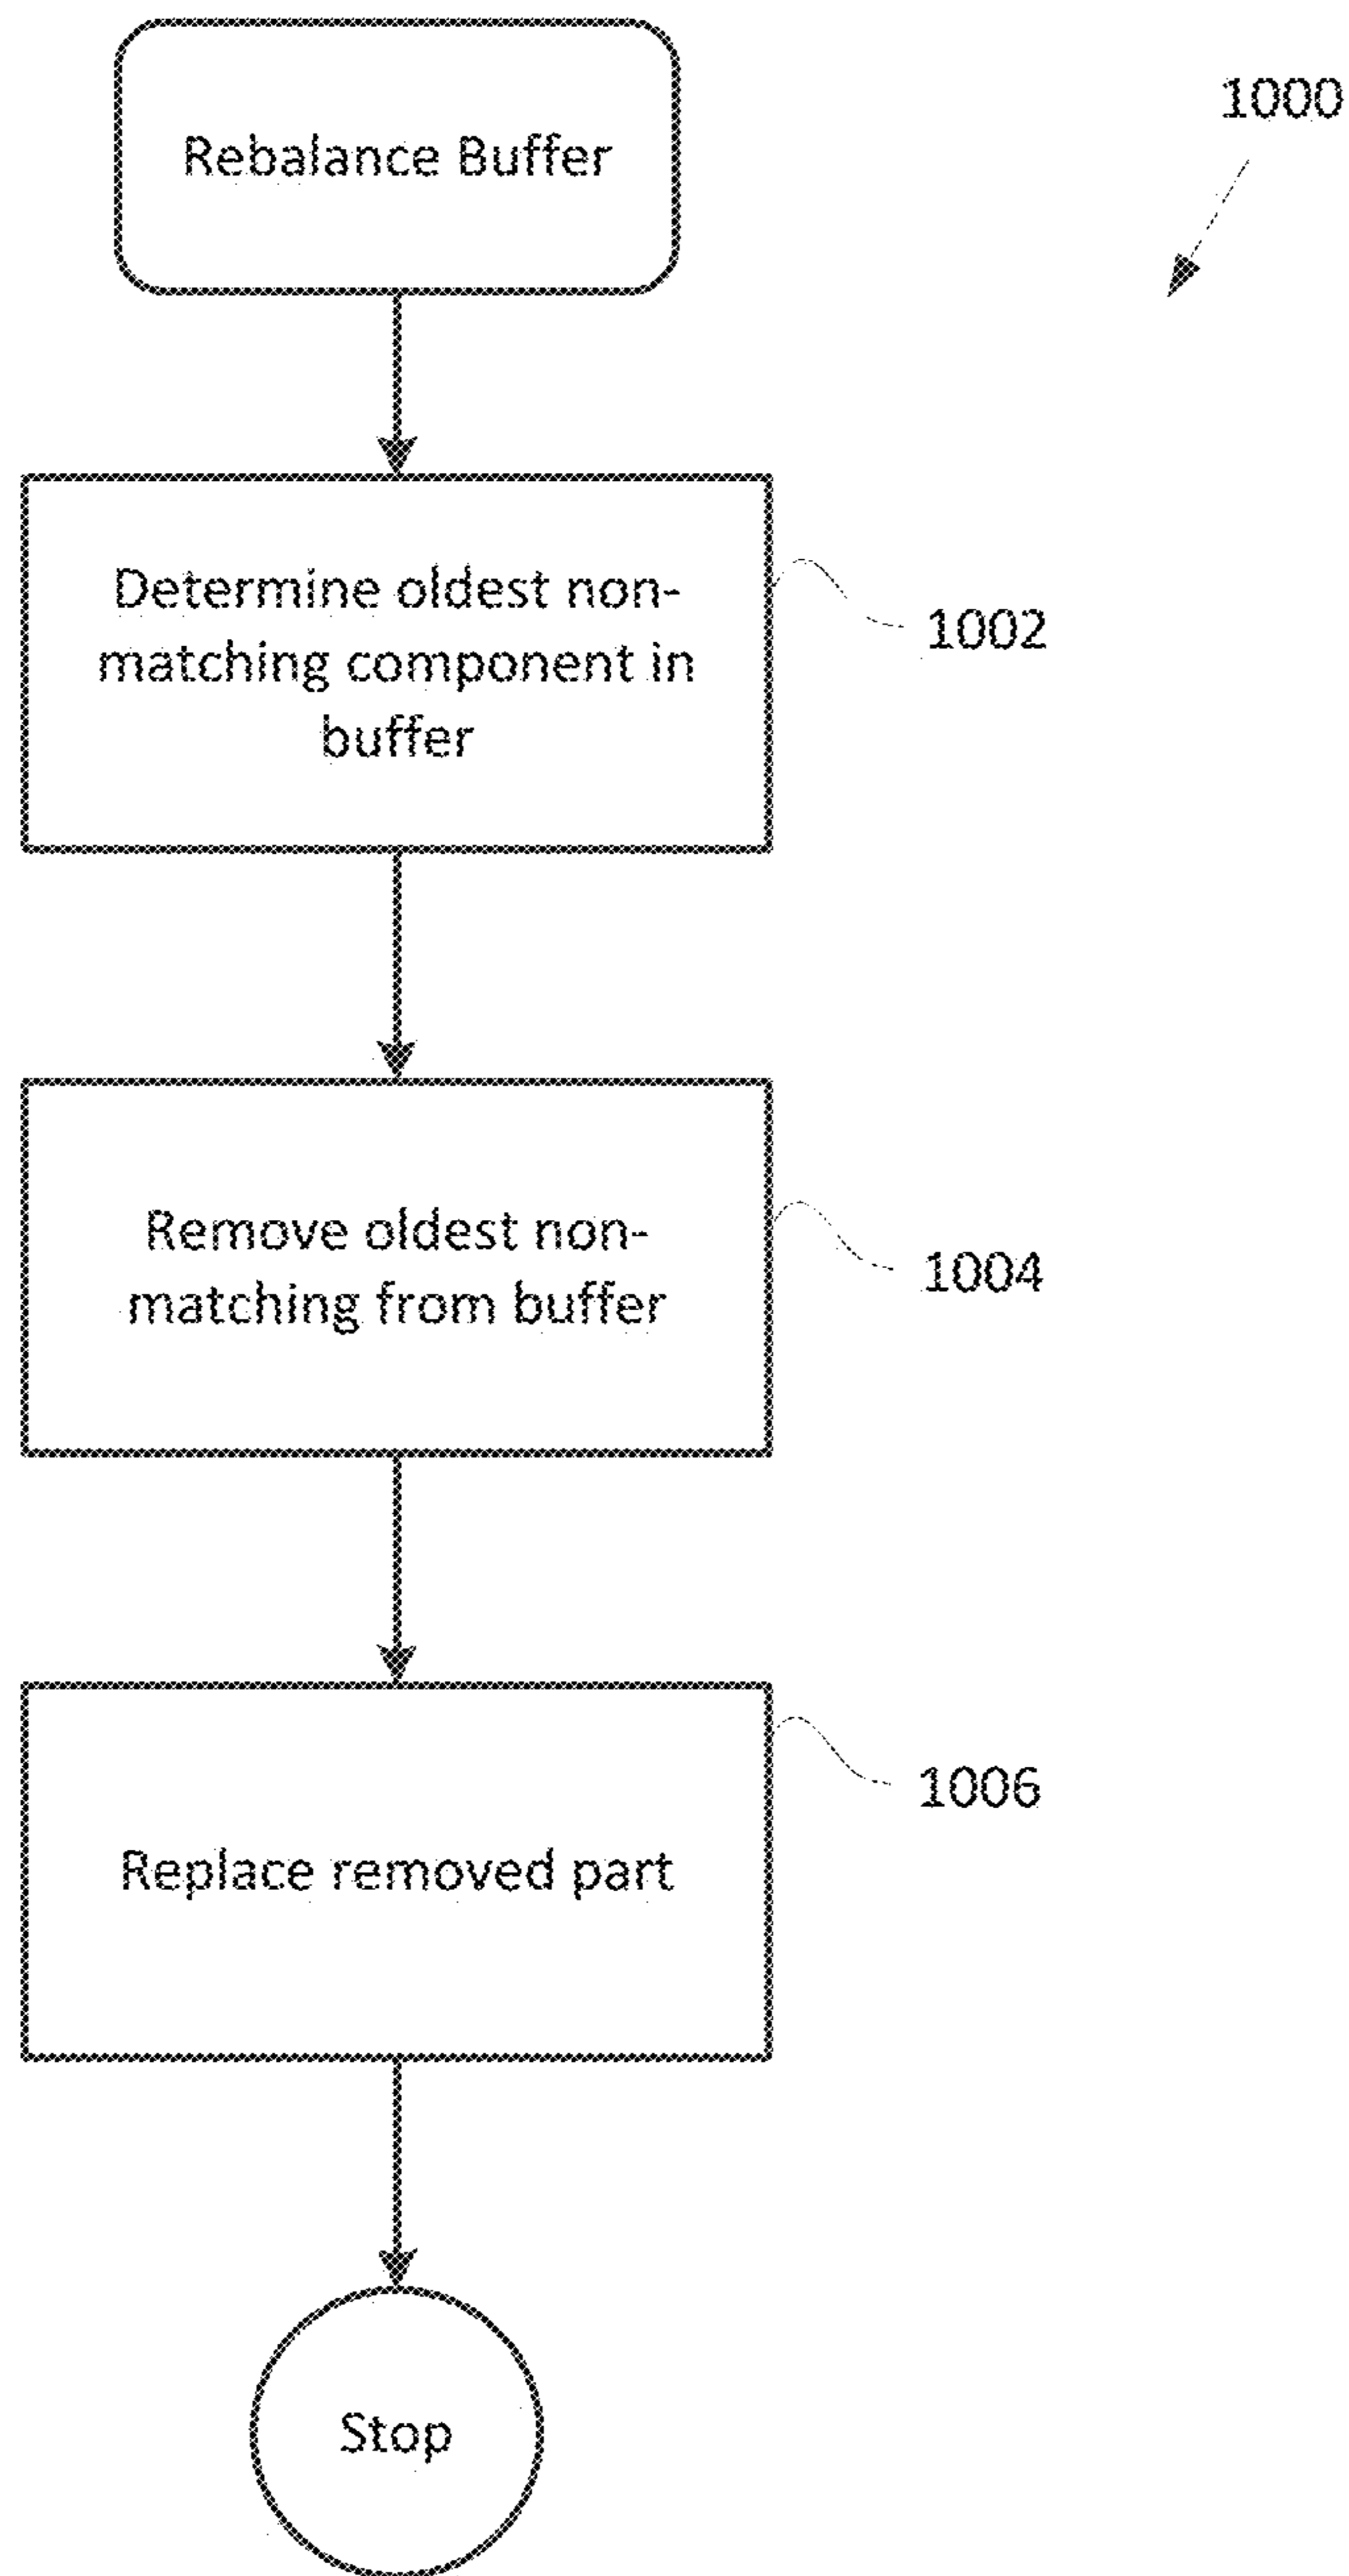 Rebalance Buffer
1000
Determine oldest non-
matching component in
buffer
1002
Remove oldest non-
matching from buffer
1004
Replace removed part
1006
Stop